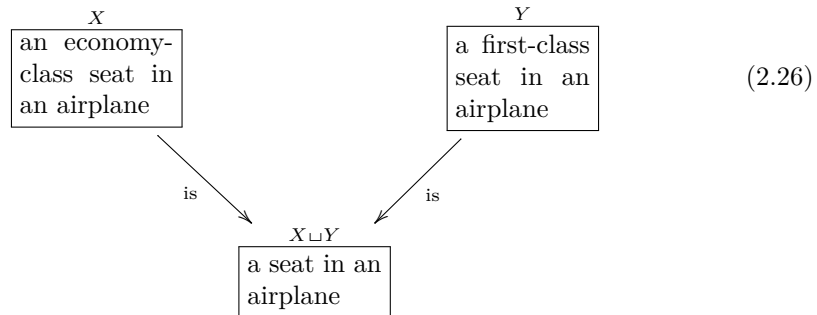 X
an economy-
class seat in
an airplane
Y
a first-class
seat in an
airplane
(2.26)
is
is
X⊔Y
a seat in an
airplane